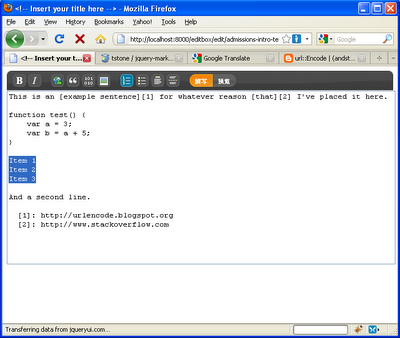 <!-- Insert your title here --> - Mozilla Firefox
File Edit View History Bookmarks Yahoo! Tools Help
http://localhost:8000/editbox/edit/admissions-intro-te
Google
<!-- Insert your t...
tstone / jquery-mark...
Google Translate
url::Encode | (andst...
B I
101
010
编写 预览
This is an [example sentence][1] for whatever reason [that][2] I've placed it here.
function test() {
var a = 3;
var b = a + 5;
}
Item 1
Item 2
Item 3
And a second line.
[1]: http://urlencode.blogspot.org
[2]: http://www.stackoverflow.com
Transferring data from jqueryui.com...